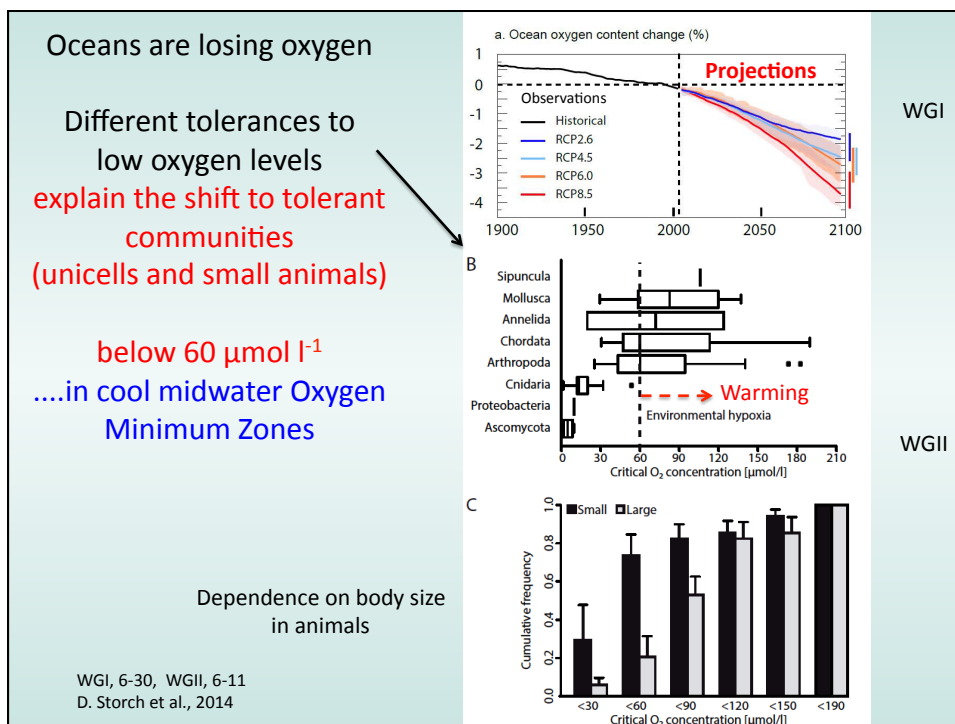 Oceans are losing oxygen
Different tolerances to
low oxygen levels
explain the shift to tolerant
communities
(unicells and small animals)
below 60 µmol l-1
....in cool midwater Oxygen
Minimum Zones
Dependence on body size
in animals
WGI, 6-30, WGII, 6-11
D. Storch et al., 2014
a. Ocean oxygen content change (%)
Projections
Observations
Historical
RCP2.6
RCP4.5
RCP6.0
RCP8.5
1
0
-1
-2
-3
-4
1900 1950 2000 2050 2100
B
Sipuncula
Mollusca
Annelida
Chordata
Arthropoda
Cnidaria
Proteobacteria
Ascomycota
Warming
Environmental hypoxia
0 30 60 90 120 150 180 210
Critical O2 concentration [µmol/l]
C
Small Large
Cumulative frequency
1.0
0.8
0.6
0.4
0.2
0.0
<30 <60 <90 <120 <150 <190
Critical O2 concentration [µmol/l]
WGI
WGII